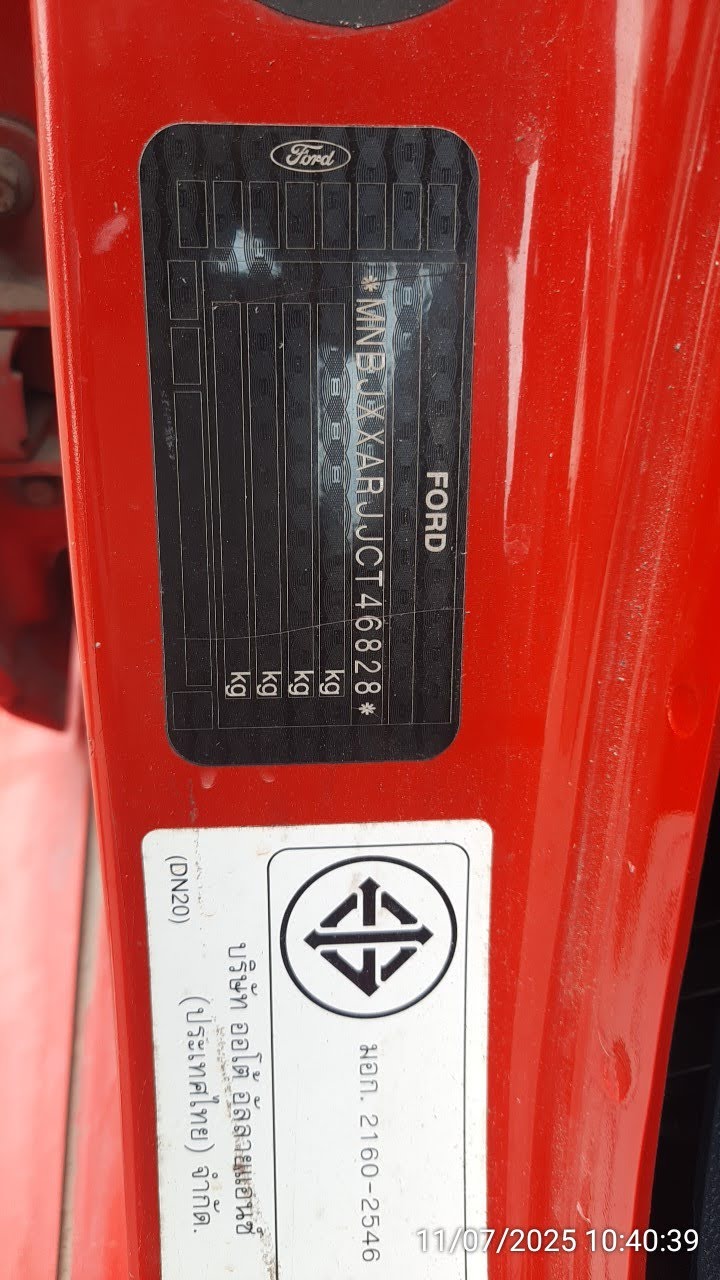 Ford
FORD
*MNBJXXARJJCT46828*
kg
kg
kg
kg
มอก. 2160-2546
บริษัท ออโต้ อัลลายแอนซ์
(ประเทศไทย) จำกัด.
(DN20)
11/07/2025 10:40:39